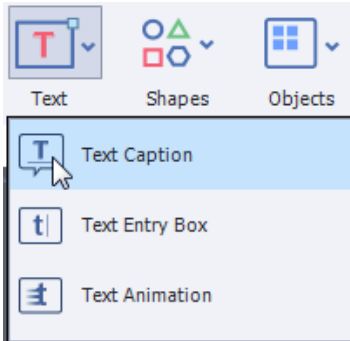 Text Shapes Objects
Text Caption
Text Entry Box
Text Animation